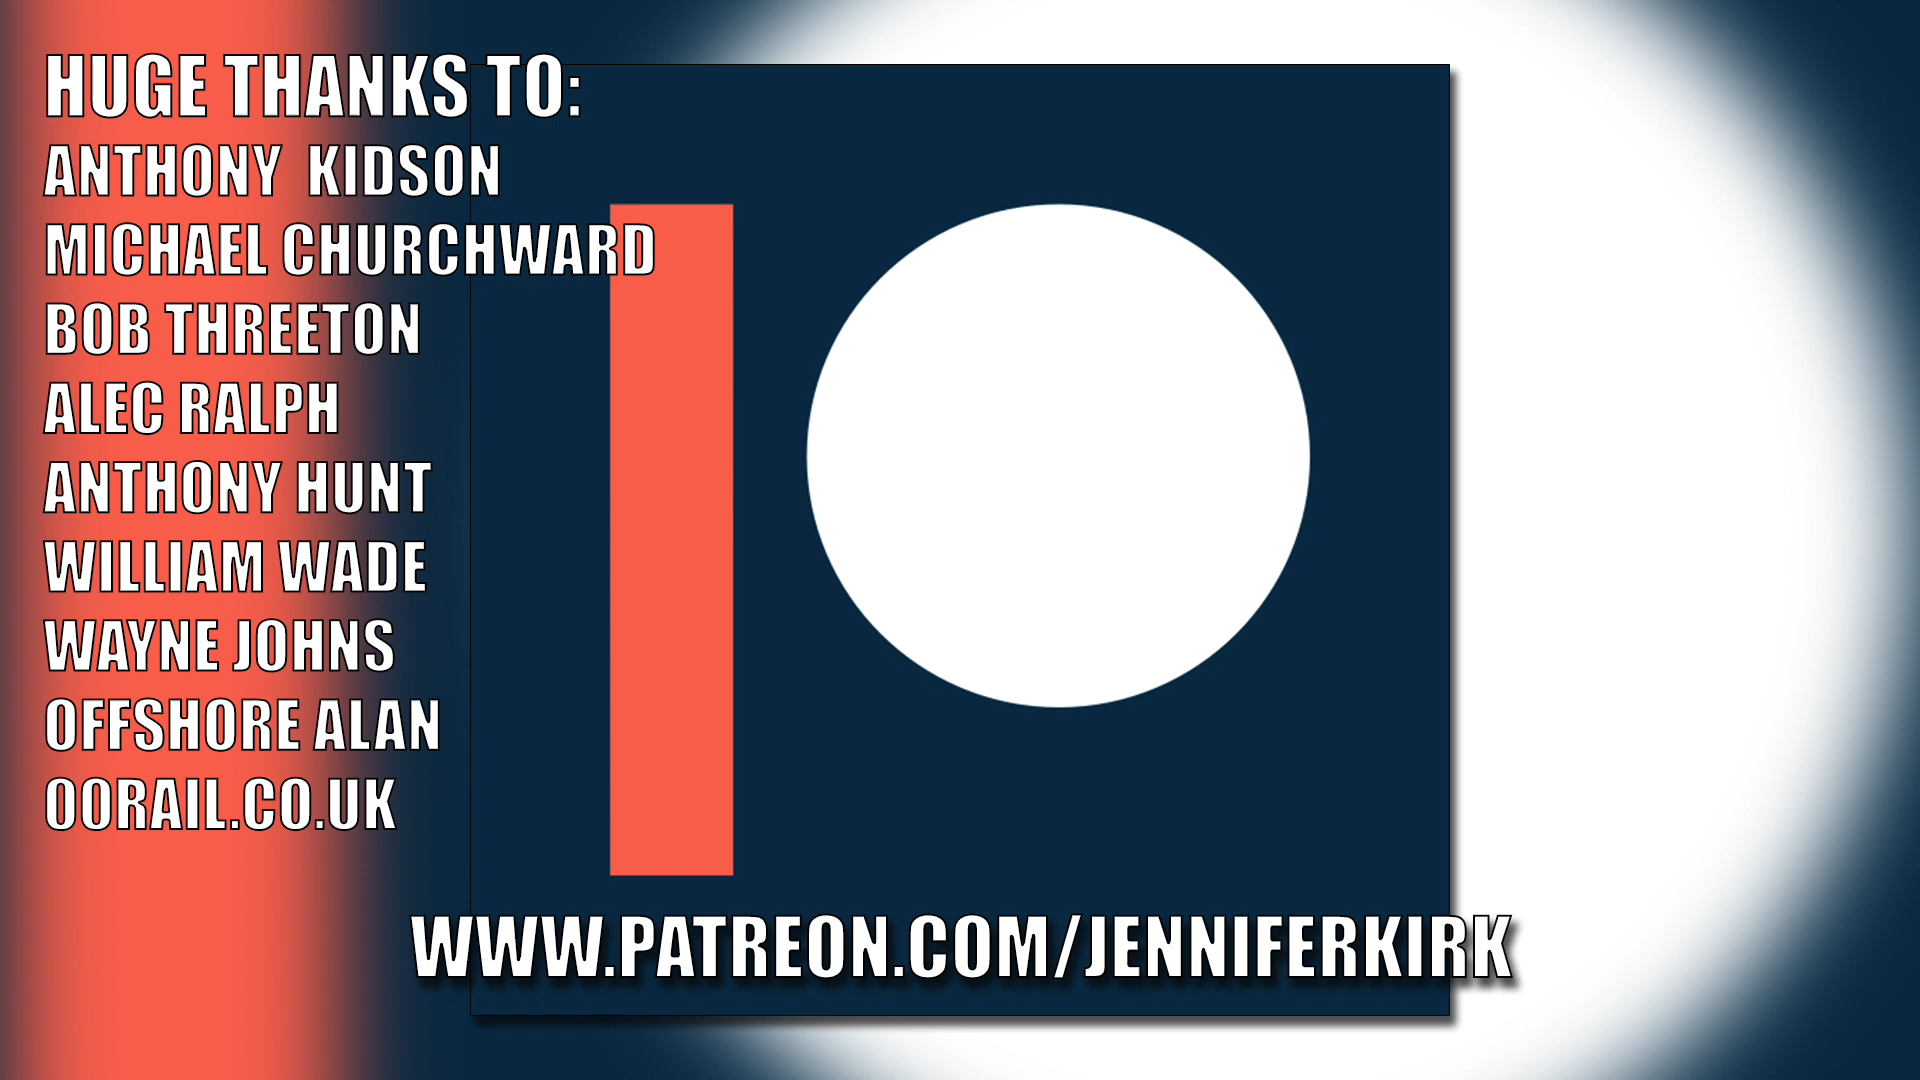 HUGE THANKS TO:
ANTHONY  KIDSON
MICHAEL CHURCHWARD
BOB THREETON
ALEC RALPH
ANTHONY HUNT
WILLIAM WADE
WAYNE JOHNS
OFFSHORE ALAN
OORAIL.CO.UK
WWW.PATREON.COM/JENNIFERKIRK